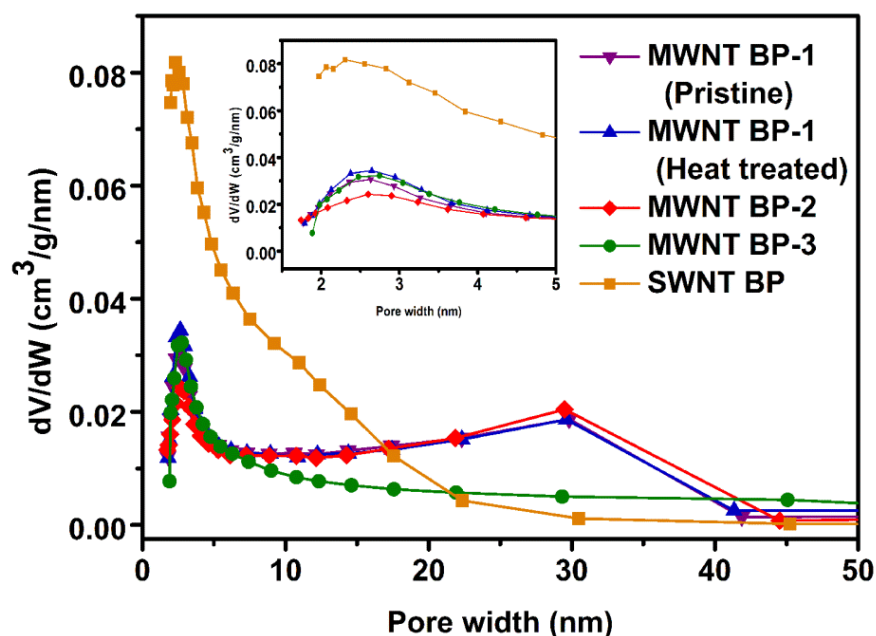 MWNT BP-1
(Pristine)
MWNT BP-1
(Heat treated)
MWNT BP-2
MWNT BP-3
SWNT BP
dV/dW (cm³/g/nm)
0.08
0.06
0.04
0.02
0.00
0 10 20 30 40 50
Pore width (nm)
dV/dW (cm³/g/nm)
0.08
0.06
0.04
0.02
0.00
2 3 4 5
Pore width (nm)